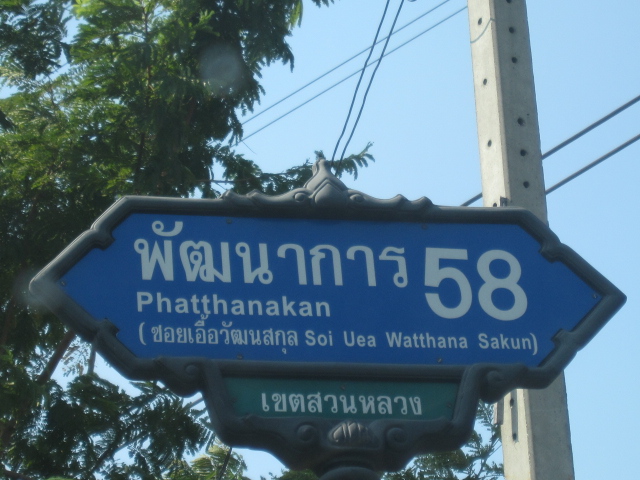 พัฒนาการ 58
Phatthanakan
( ซอยเอื้อวัฒนสกุล Soi Uea Watthana Sakun)
เขตสวนหลวง